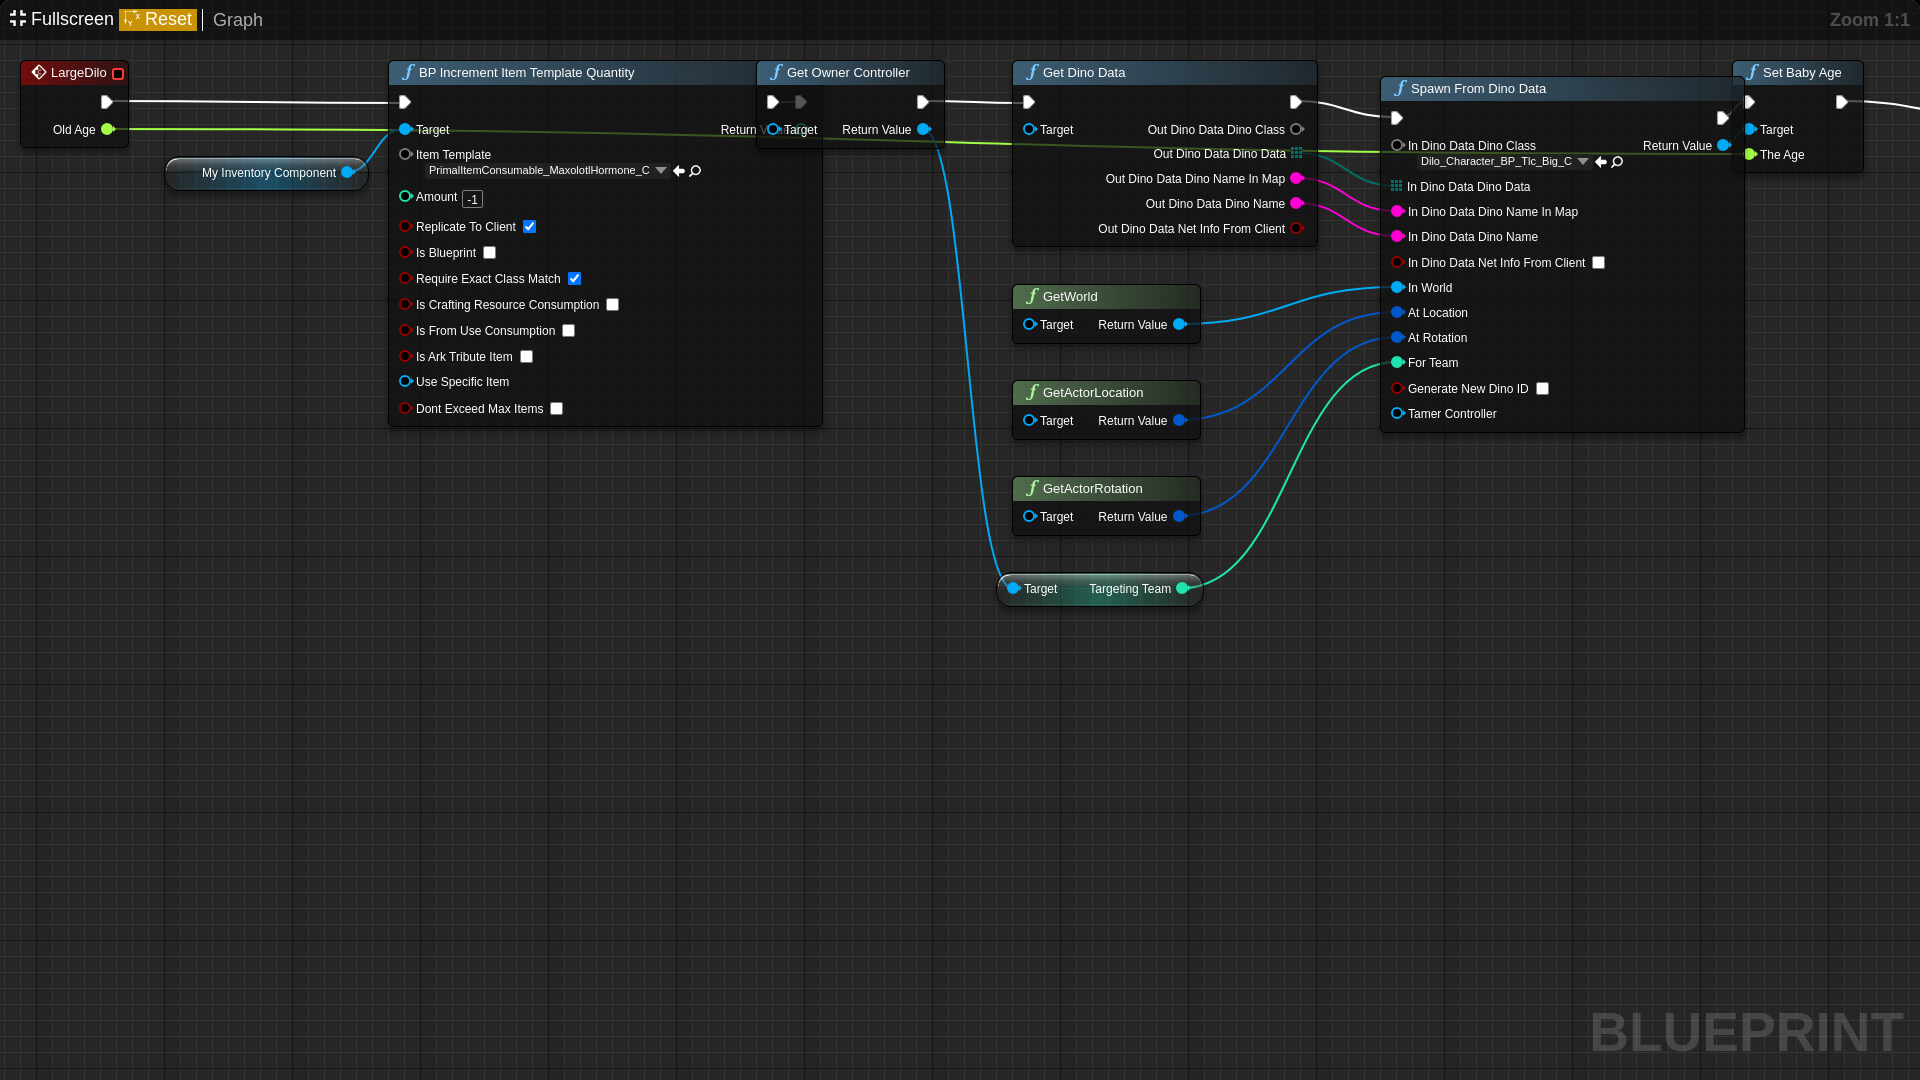 Fullscreen Reset Graph Zoom 1:1
LargeDilo
Old Age
My Inventory Component
BP Increment Item Template Quantity
Target
Return
Item Template
PrimalItemConsumable_MaxolotlHormone_C
Amount -1
Replicate To Client
Is Blueprint
Require Exact Class Match
Is Crafting Resource Consumption
Is From Use Consumption
Is Ark Tribute Item
Use Specific Item
Dont Exceed Max Items
Get Owner Controller
Target Return Value
Get Dino Data
Target Out Dino Data Dino Class
Out Dino Data Dino Data
Out Dino Data Dino Name In Map
Out Dino Data Dino Name
Out Dino Data Net Info From Client
GetWorld
Target Return Value
GetActorLocation
Target Return Value
GetActorRotation
Target Return Value
Target Targeting Team
Spawn From Dino Data
In Dino Data Dino Class Return Value
Dilo_Character_BP_Tlc_Big_C
In Dino Data Dino Data
In Dino Data Dino Name In Map
In Dino Data Dino Name
In Dino Data Net Info From Client
In World
At Location
At Rotation
For Team
Generate New Dino ID
Tamer Controller
Set Baby Age
Target
The Age
BLUEPRINT